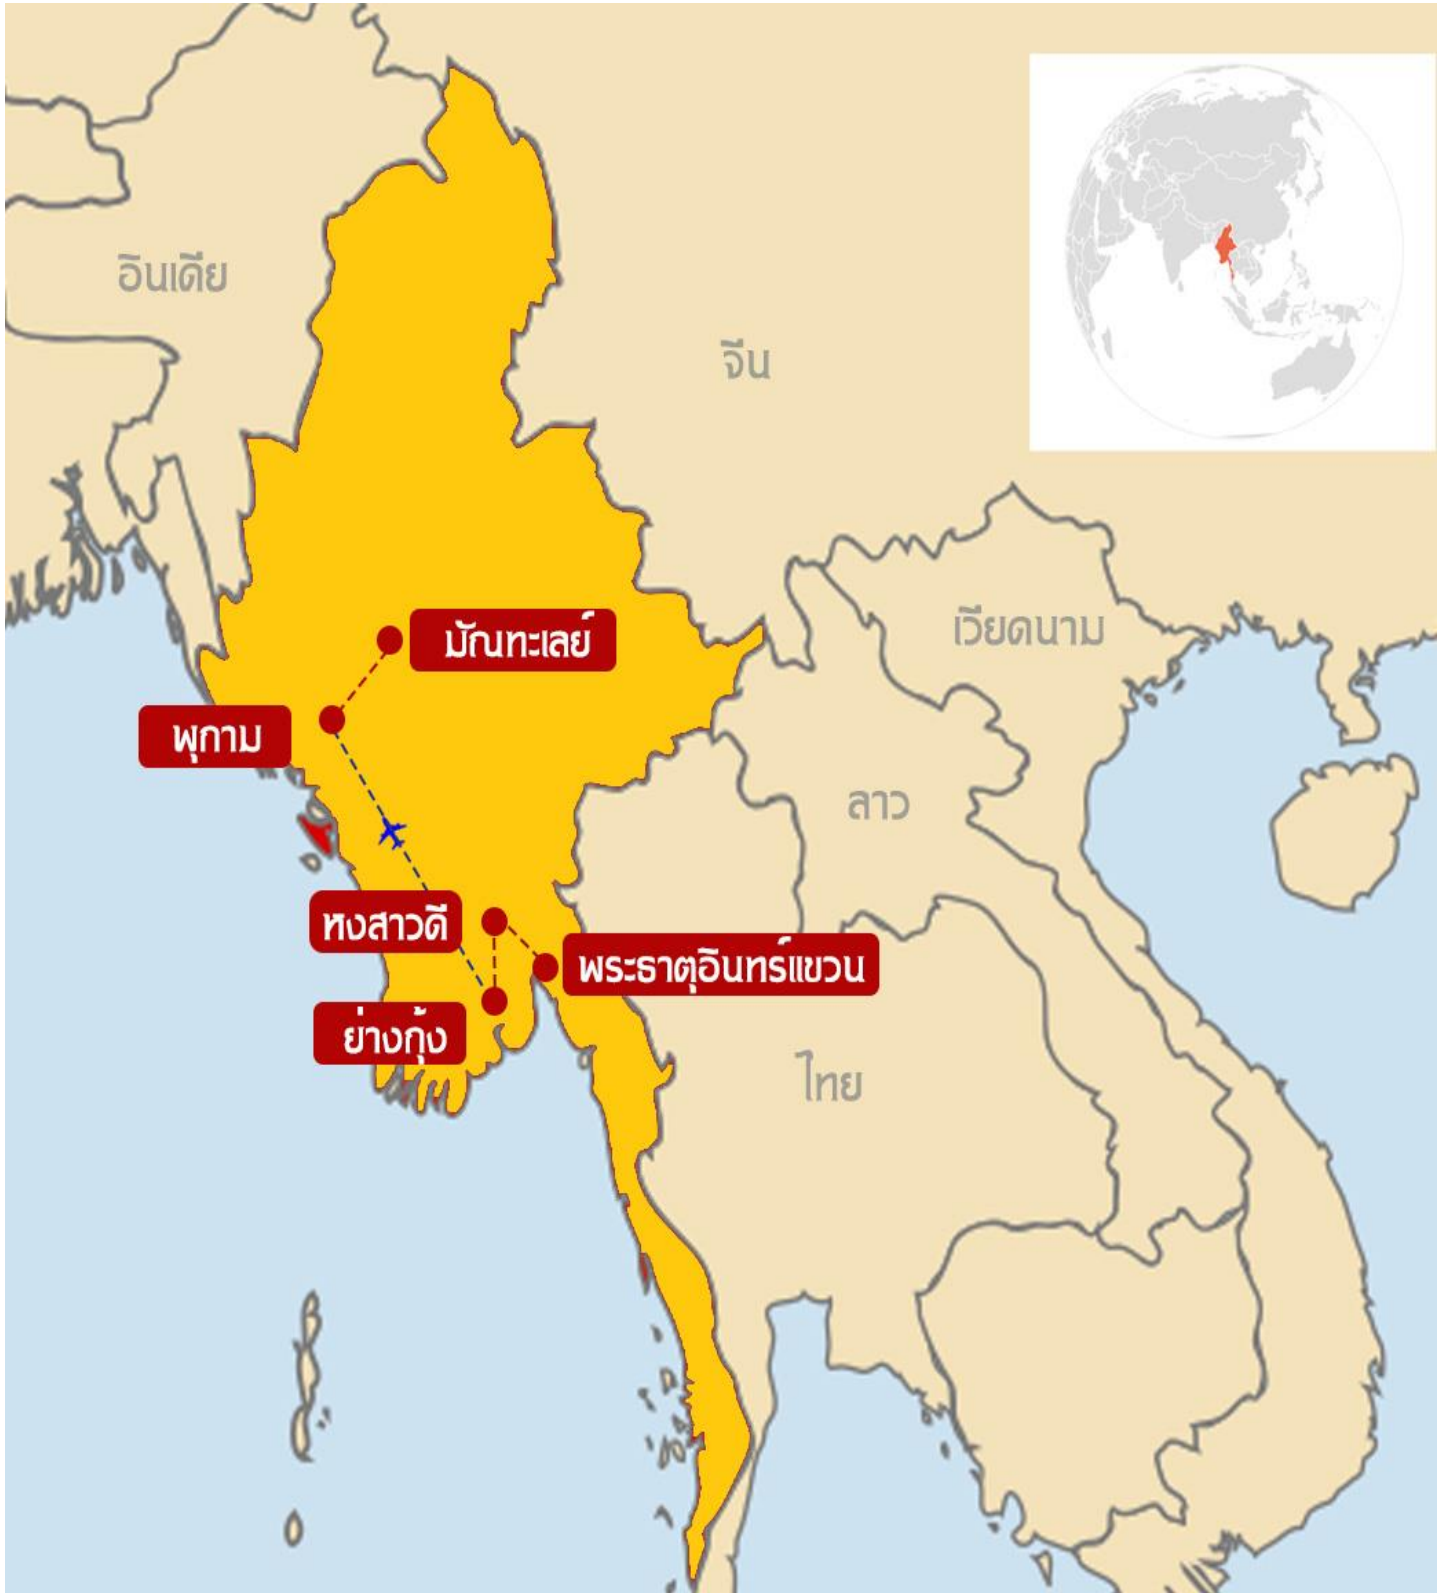 อินเดีย
จีน
เวียดนาม
มัณฑะเลย์
พุกาม
ลาว
หงสาวดี
พระธาตุอินทร์แขวน
ย่างกุ้ง
ไทย